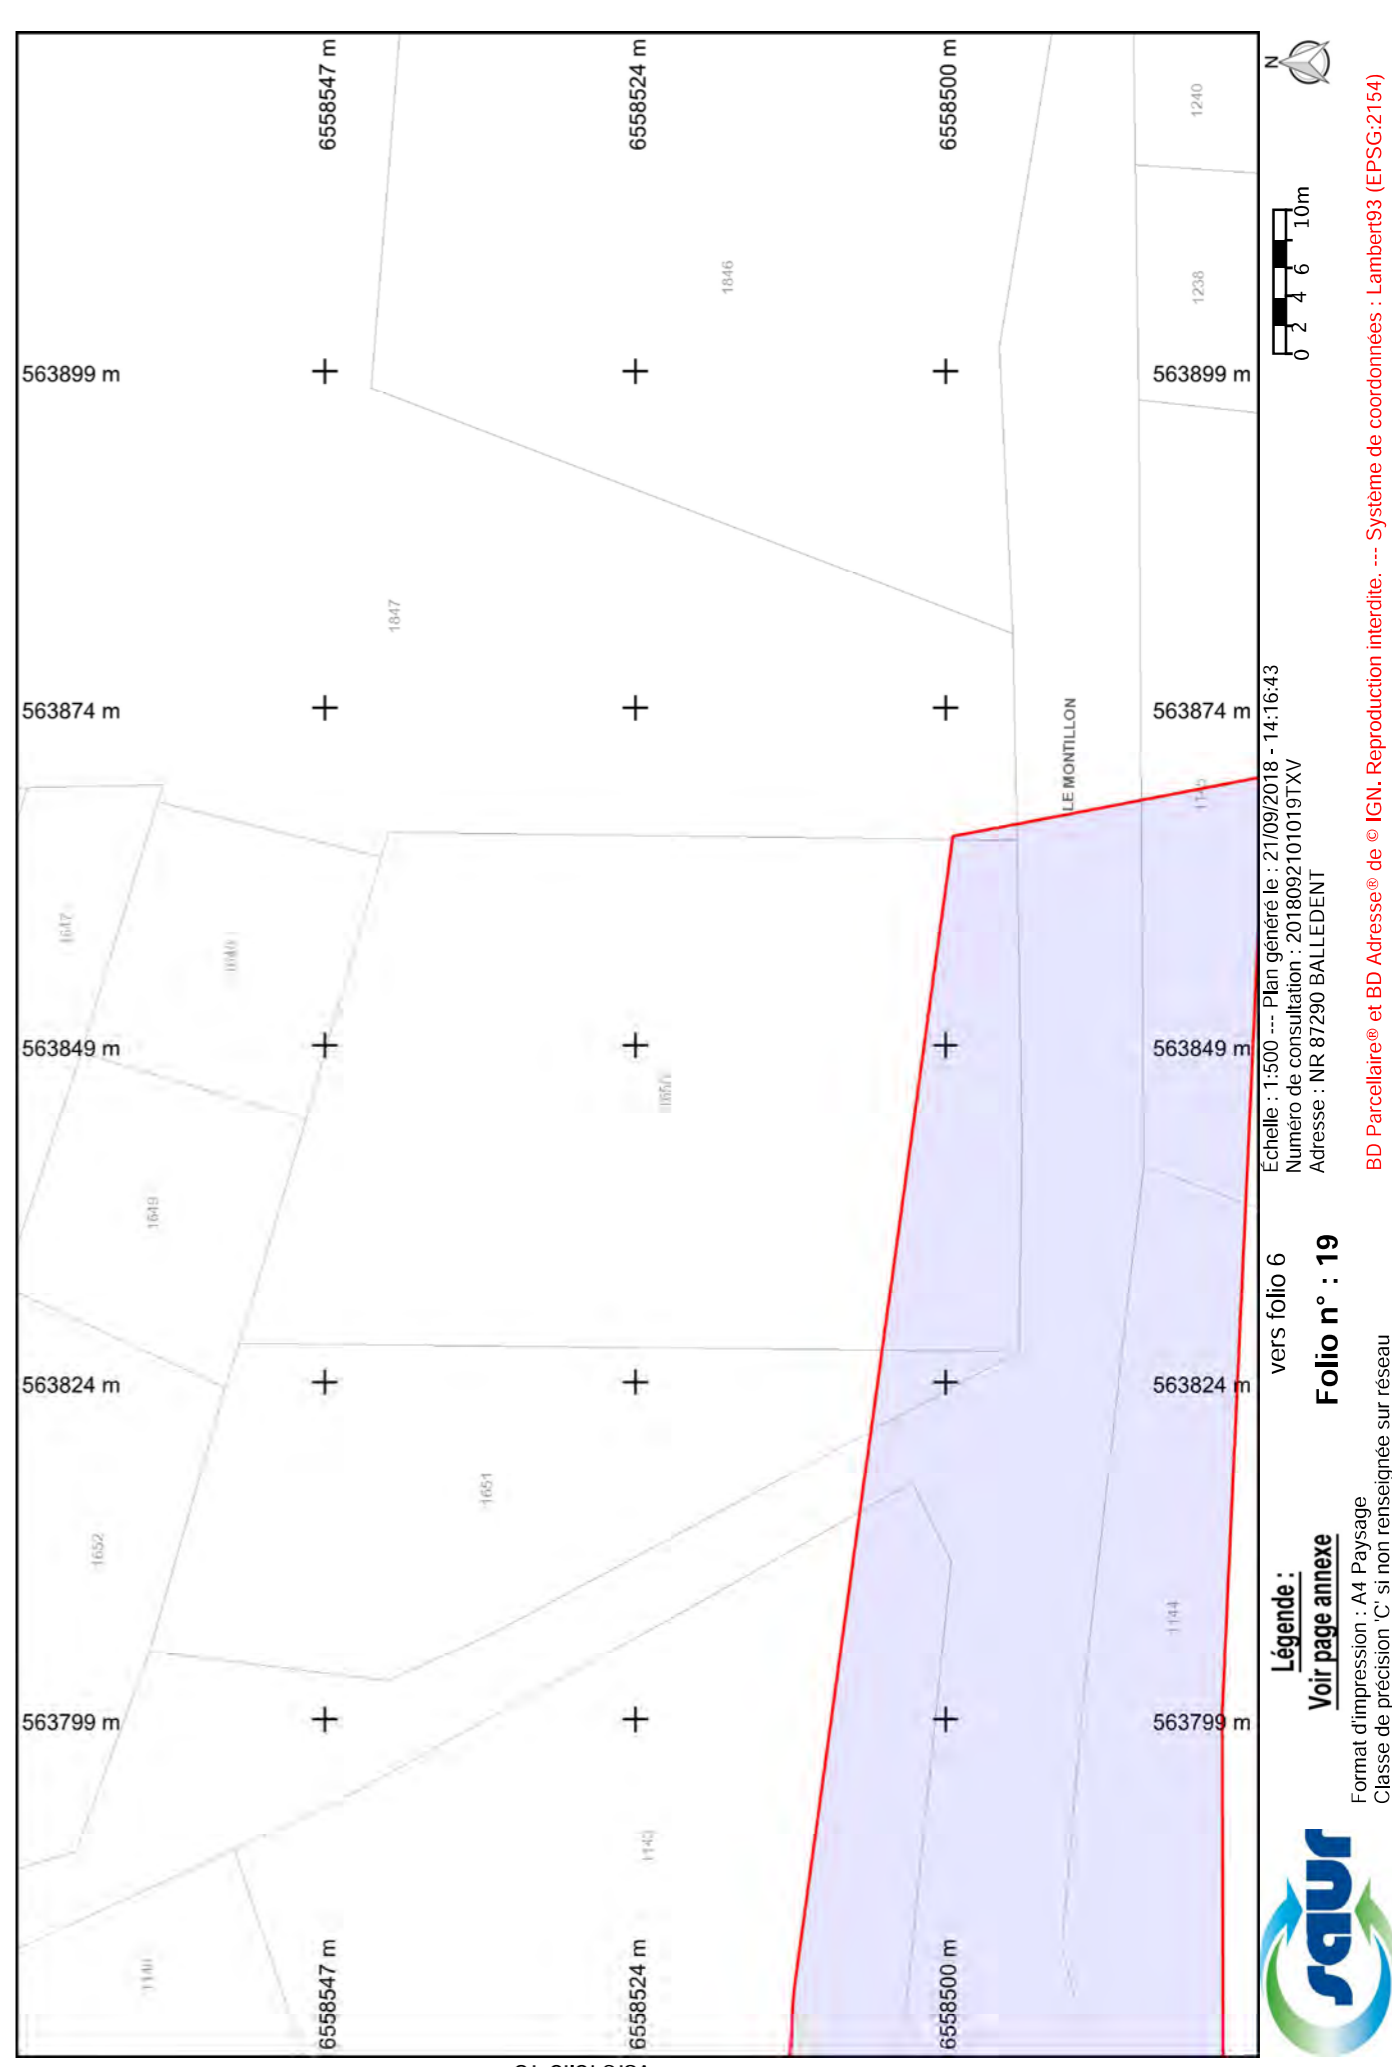 6558547 m
6558524 m
6558500 m
N
1240
1846
1238
0 2 4 6 10m
563899 m
563899 m
1847
563874 m
563874 m
LE MONTILLON
1145
1647
563849 m
563849 m
1649
563824 m
563824 m
1651
1652
1144
563799 m
563799 m
1143
6558547 m
6558524 m
6558500 m
Échelle : 1:500 --- Plan généré le : 21/09/2018 - 14:16:43
Numéro de consultation : 2018092101019TXV
Adresse : NR 87290 BALLEDENT
BD Parcellaire® et BD Adresse® de © IGN. Reproduction interdite. --- Système de coordonnées : Lambert93 (EPSG:2154)
vers folio 6
Folio n° : 19
Légende :
Voir page annexe
Format d'impression : A4 Paysage
Classe de précision 'C' si non renseignée sur réseau
saur